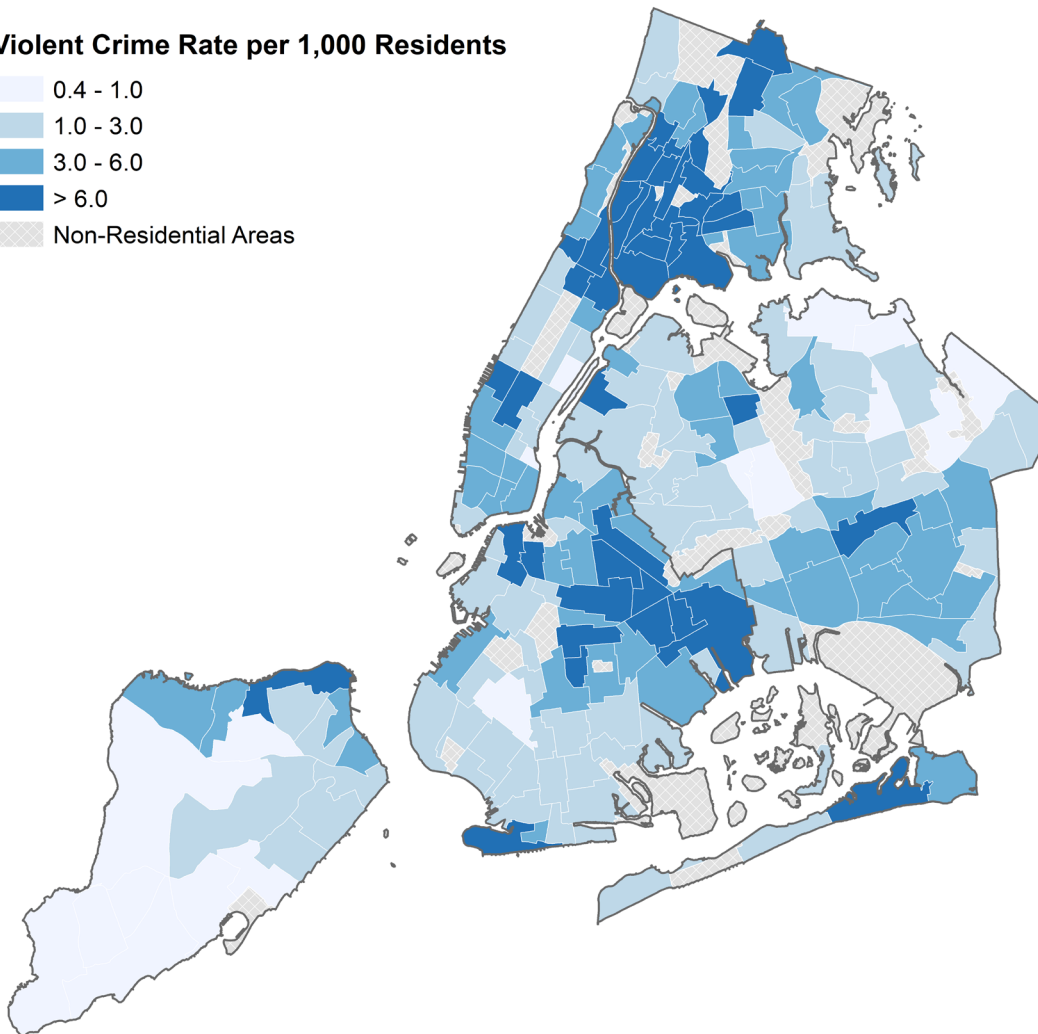 Violent Crime Rate per 1,000 Residents
0.4 - 1.0
1.0 - 3.0
3.0 - 6.0
> 6.0
Non-Residential Areas